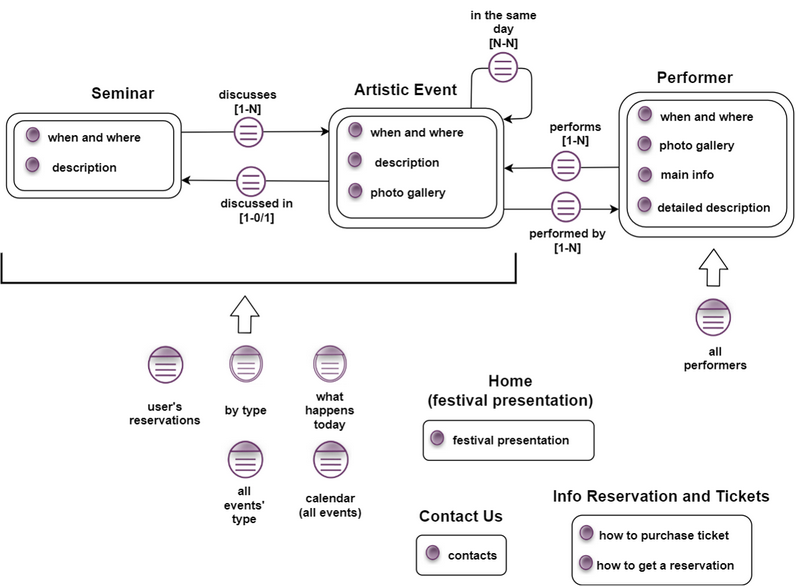 in the same
day
[N-N]
Seminar
when and where
description
discusses
[1-N]
discussed in
[1-0/1]
Artistic Event
when and where
description
photo gallery
performs
[1-N]
performed by
[1-N]
Performer
when and where
photo gallery
main info
detailed description
all
performers
user's
reservations
by type
what
happens
today
all
events'
type
calendar
(all events)
Home
(festival presentation)
festival presentation
Contact Us
contacts
Info Reservation and Tickets
how to purchase ticket
how to get a reservation